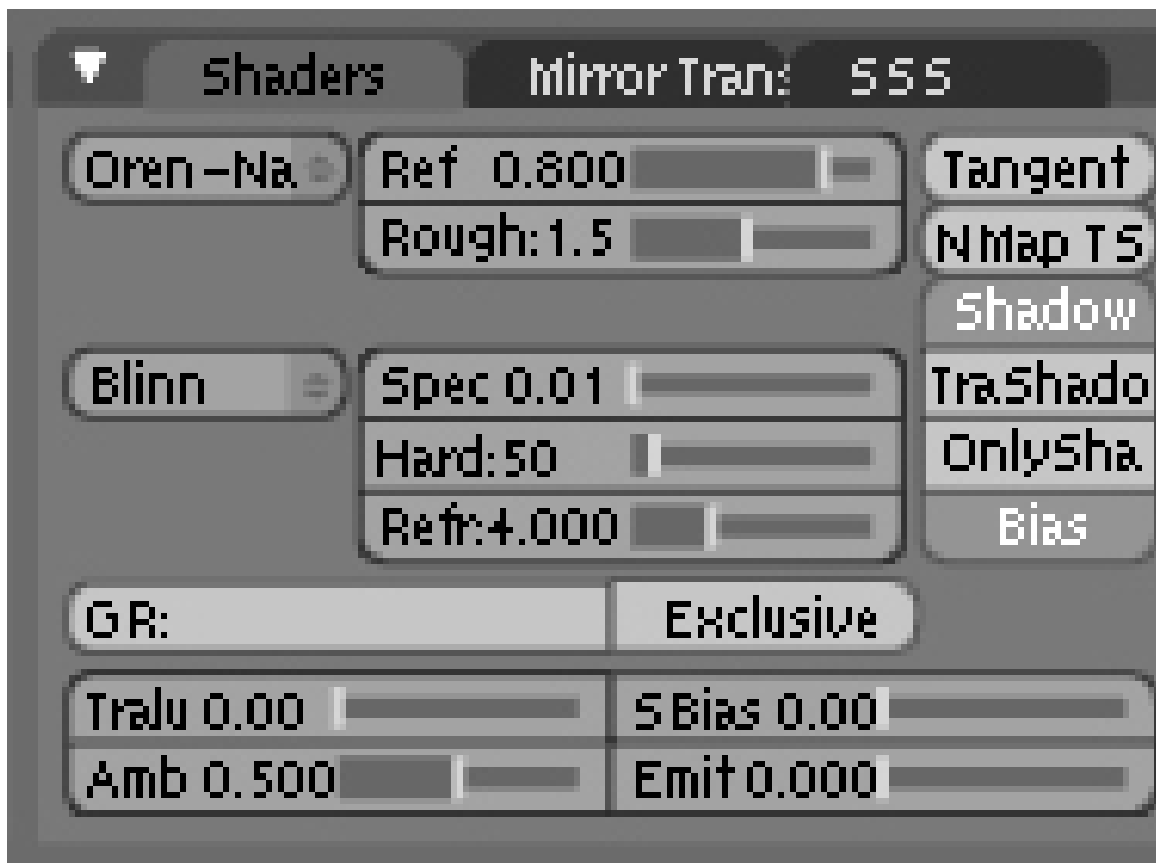 Shaders Mirror Trans SSS
Oren-Na Ref 0.800 Tangent
Rough:1.5 NMap TS
Shadow
Blinn Spec 0.01 TraShado
Hard:50 OnlySha
Refr:4.000 Bias
GR: Exclusive
Tralu 0.00 SBias 0.00
Amb 0.500 Emit 0.000